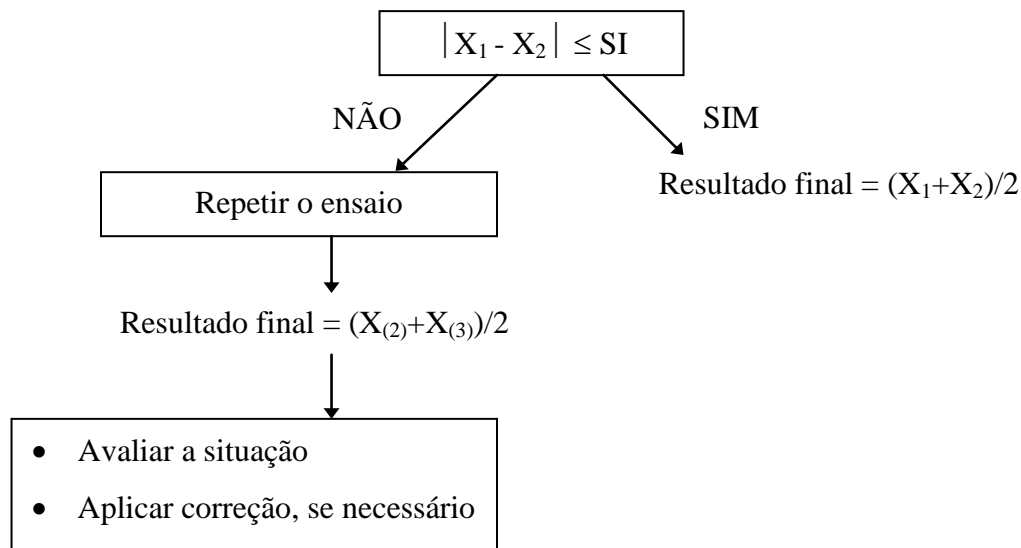 |X₁ - X₂| ≤ SI
NÃO
SIM
Repetir o ensaio
Resultado final = (X₁+X₂)/2
Resultado final = (X₍₂₎+X₍₃₎)/2
• Avaliar a situação
• Aplicar correção, se necessário